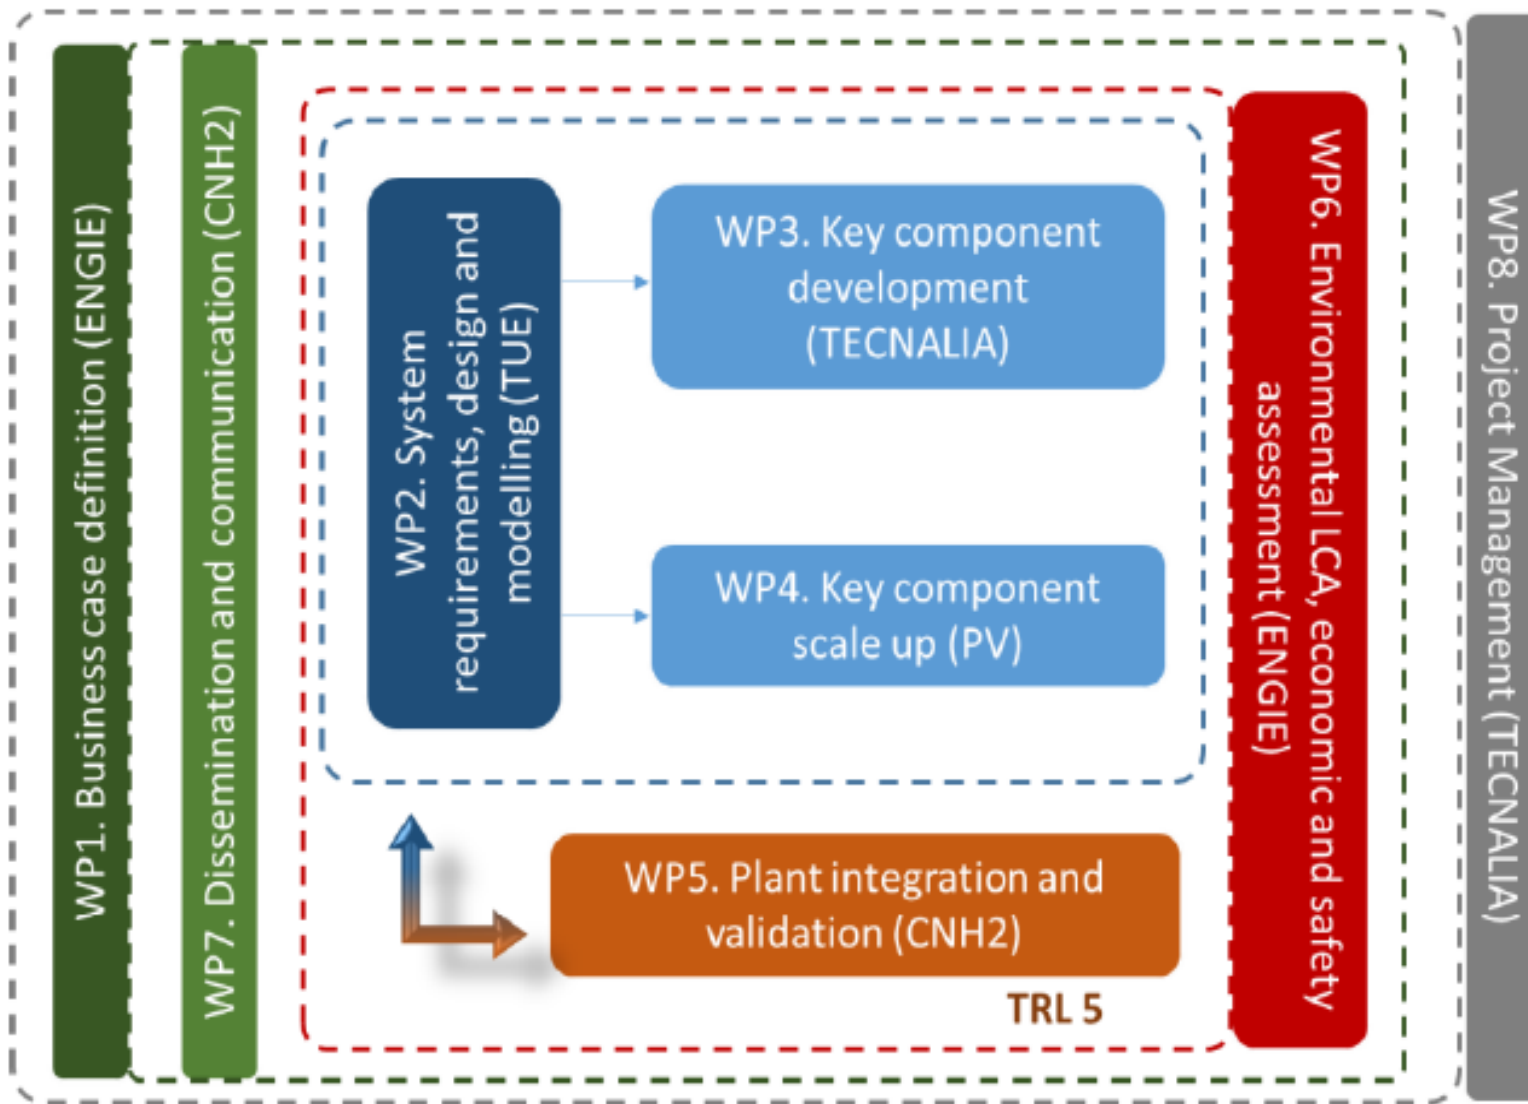 WP1. Business case definition (ENGIE)
WP7. Dissemination and communication (CNH2)
WP2. System
requirements, design and
modelling (TUE)
WP3. Key component
development
(TECNALIA)
WP4. Key component
scale up (PV)
WP5. Plant integration and
validation (CNH2)
TRL 5
WP6. Environmental LCA, economic and safety
assessment (ENGIE)
WP8. Project Management (TECNALIA)